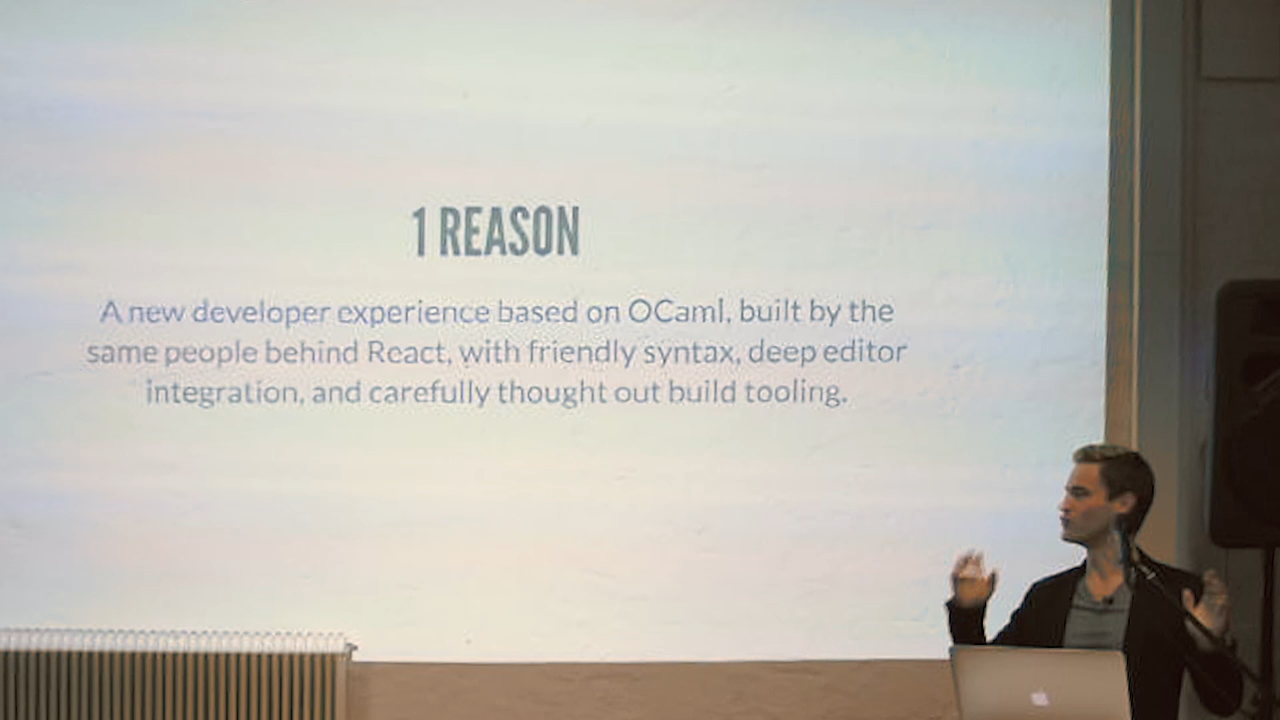 1 REASON
A new developer experience based on OCaml, built by the
same people behind React, with friendly syntax, deep editor
integration, and carefully thought out build tooling.